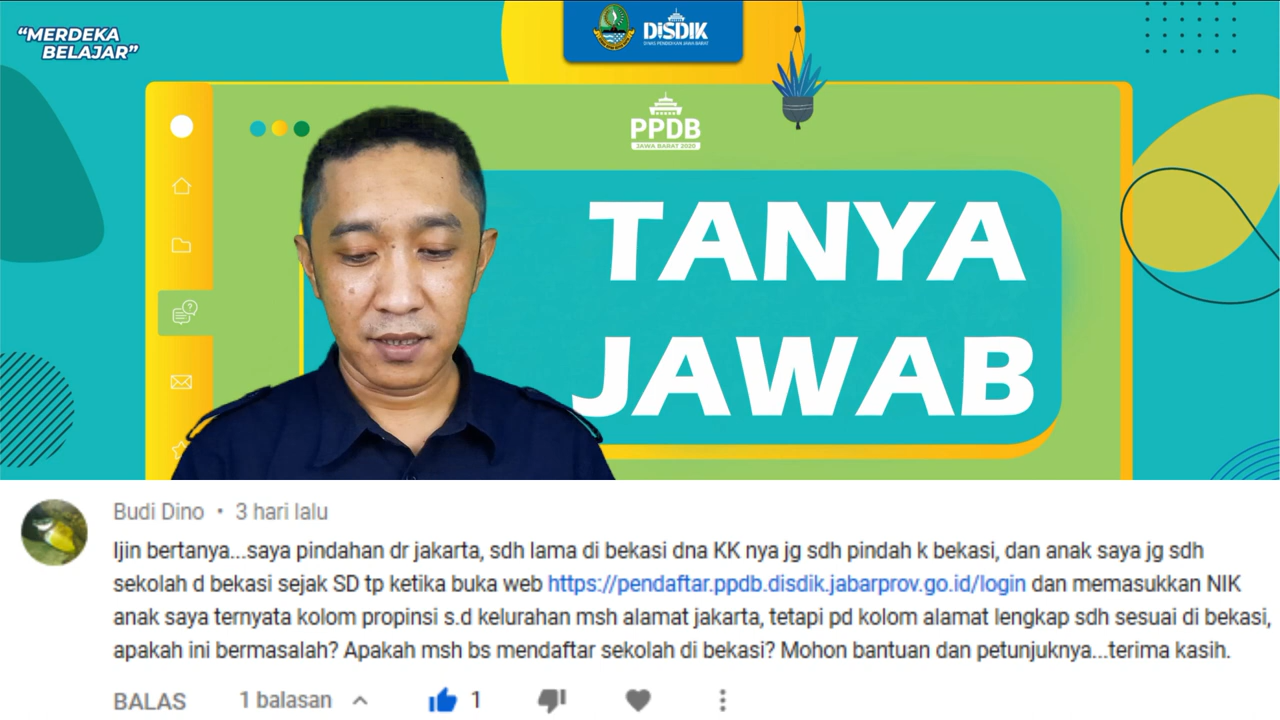 “MERDEKA
BELAJAR”
DISDIK
DINAS PENDIDIKAN JAWA BARAT
PPDB
JAWA BARAT 2020
TANYA
JAWAB
Budi Dino • 3 hari lalu
Ijin bertanya...saya pindahan dr jakarta, sdh lama di bekasi dna KK nya jg sdh pindah k bekasi, dan anak saya jg sdh
sekolah d bekasi sejak SD tp ketika buka web https://pendaftar.ppdb.disdik.jabarprov.go.id/login dan memasukkan NIK
anak saya ternyata kolom propinsi s.d kelurahan msh alamat jakarta, tetapi pd kolom alamat lengkap sdh sesuai di bekasi,
apakah ini bermasalah? Apakah msh bs mendaftar sekolah di bekasi? Mohon bantuan dan petunjuknya...terima kasih.
BALAS 1 balasan 1